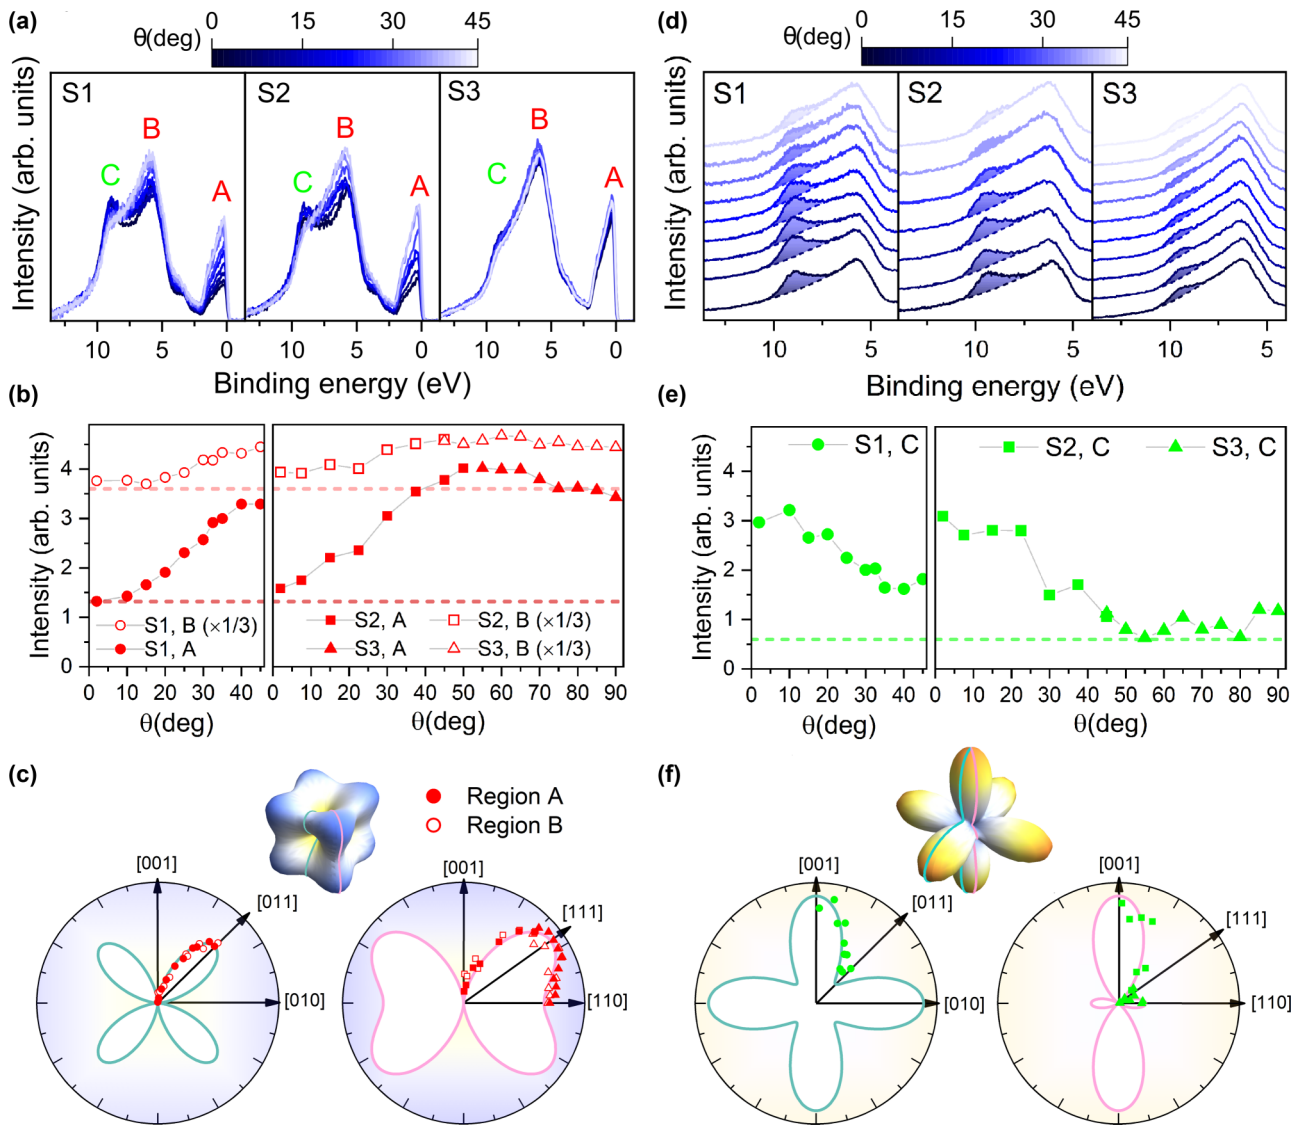 (a)
θ(deg)
0 15 30 45
S1 S2 S3
B
B
B
C
C
C
A
A
A
Intensity (arb. units)
10 5 0 10 5 0 10 5 0
Binding energy (eV)
(d)
θ(deg)
0 15 30 45
S1 S2 S3
Intensity (arb. units)
10 5 10 5 10 5
Binding energy (eV)
(b)
Intensity (arb. units)
4
3
2
1
0
S1, B (×1/3)
S1, A
S2, A
S3, A
S2, B (×1/3)
S3, B (×1/3)
0 10 20 30 40
0 10 20 30 40 50 60 70 80 90
θ(deg)
θ(deg)
(e)
Intensity (arb. units)
4
3
2
1
0
S1, C
S2, C
S3, C
0 10 20 30 40
0 10 20 30 40 50 60 70 80 90
θ(deg)
θ(deg)
(c)
Region A
Region B
[001]
[011]
[010]
[001]
[111]
[110]
(f)
[001]
[011]
[010]
[001]
[111]
[110]